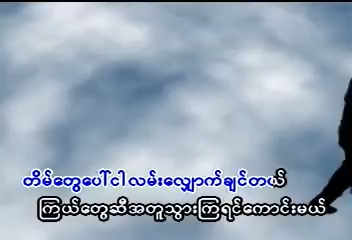 တိမ်တွေပေါ်ငါလမ်းလျှောက်ချင်တယ်
ကြယ်တွေဆီအတူသွားကြရင်ကောင်းမယ်